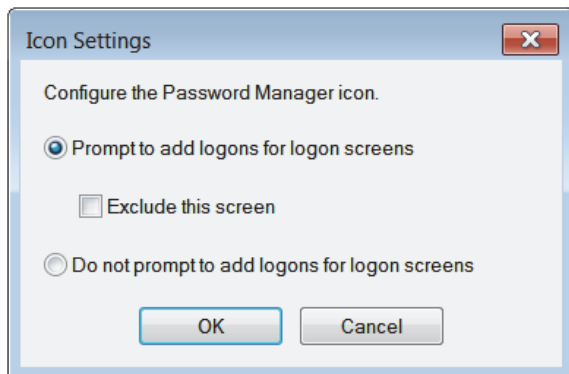 Icon Settings
Configure the Password Manager icon.
Prompt to add logons for logon screens
Exclude this screen
Do not prompt to add logons for logon screens
OK Cancel